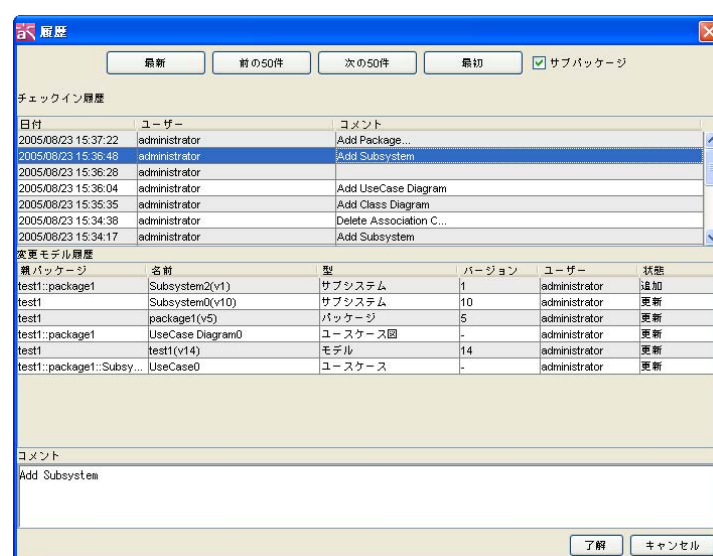 履歴
最新 前の50件 次の50件 最初 サブパッケージ
チェックイン履歴
日付 ユーザー コメント
2005/08/23 15:37:22 administrator Add Package...
2005/08/23 15:36:48 administrator Add Subsystem
2005/08/23 15:36:28 administrator
2005/08/23 15:36:04 administrator Add UseCase Diagram
2005/08/23 15:35:35 administrator Add Class Diagram
2005/08/23 15:34:38 administrator Delete Association C...
2005/08/23 15:34:17 administrator Add Subsystem
変更モデル履歴
親パッケージ 名前 型 バージョン ユーザー 状態
test1::package1 Subsystem2(v1) サブシステム 1 administrator 追加
test1 Subsystem0(v10) サブシステム 10 administrator 更新
test1 package1(v5) パッケージ 5 administrator 更新
test1::package1 UseCase Diagram0 ユースケース図 - administrator 更新
test1 test1(v14) モデル 14 administrator 更新
test1::package1::Subsy... UseCase0 ユースケース - administrator 更新
コメント
Add Subsystem
了解 キャンセル